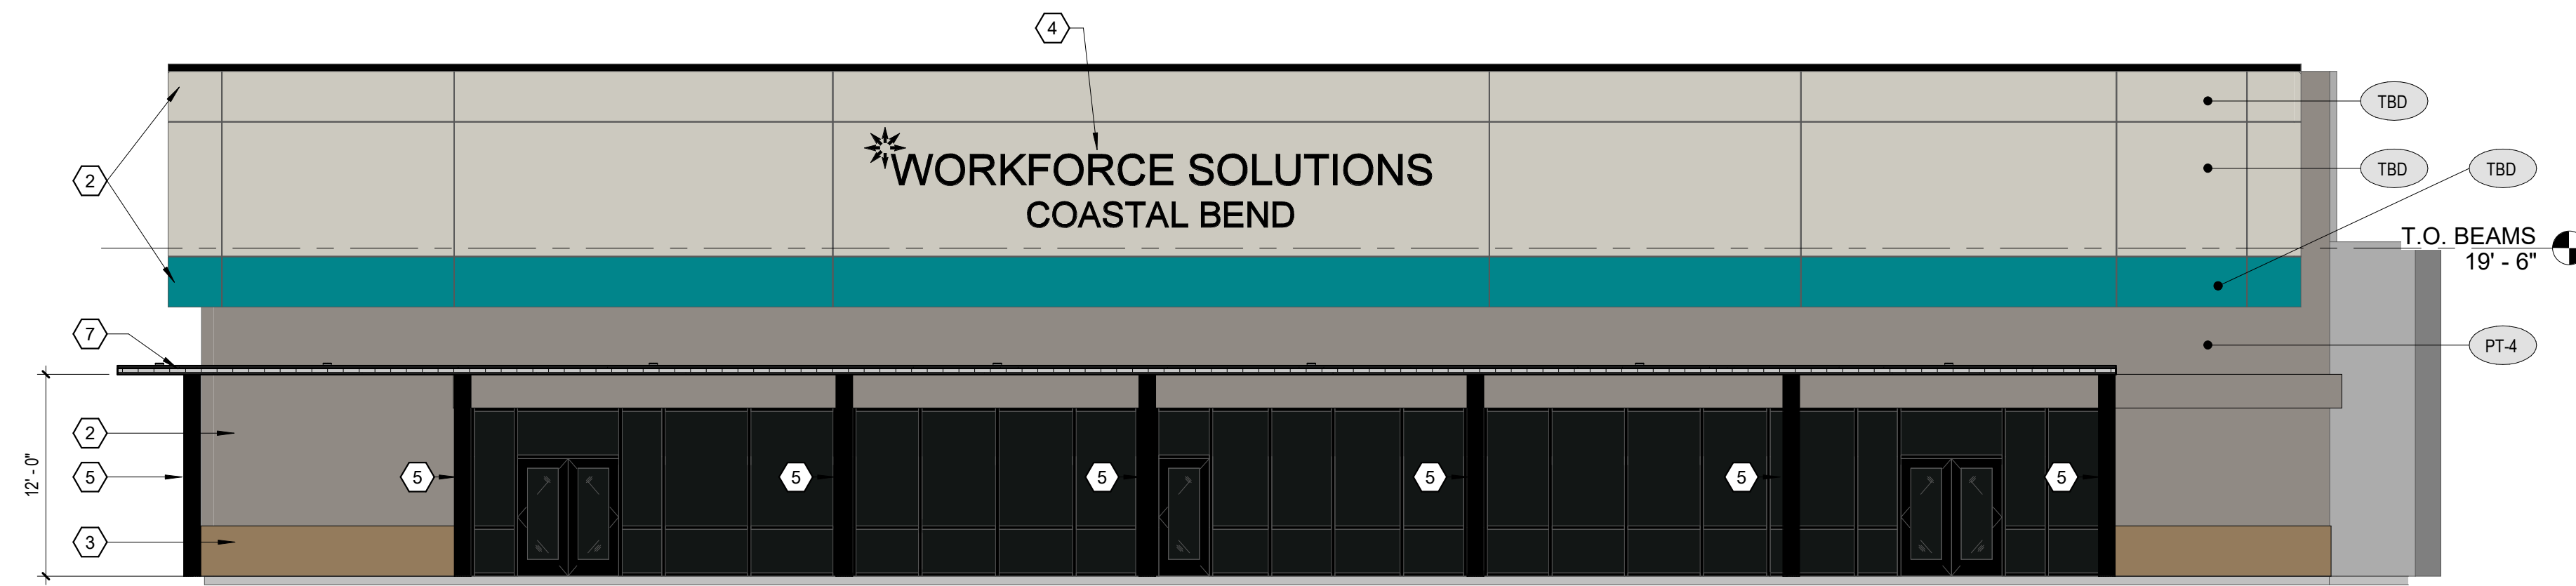 4
TBD
WORKFORCE SOLUTIONS
TBD
TBD
2
COASTAL BEND
T.O. BEAMS
19' - 6"
7
PT-4
2
12' - 0"
5
5
5
5
5
5
5
3